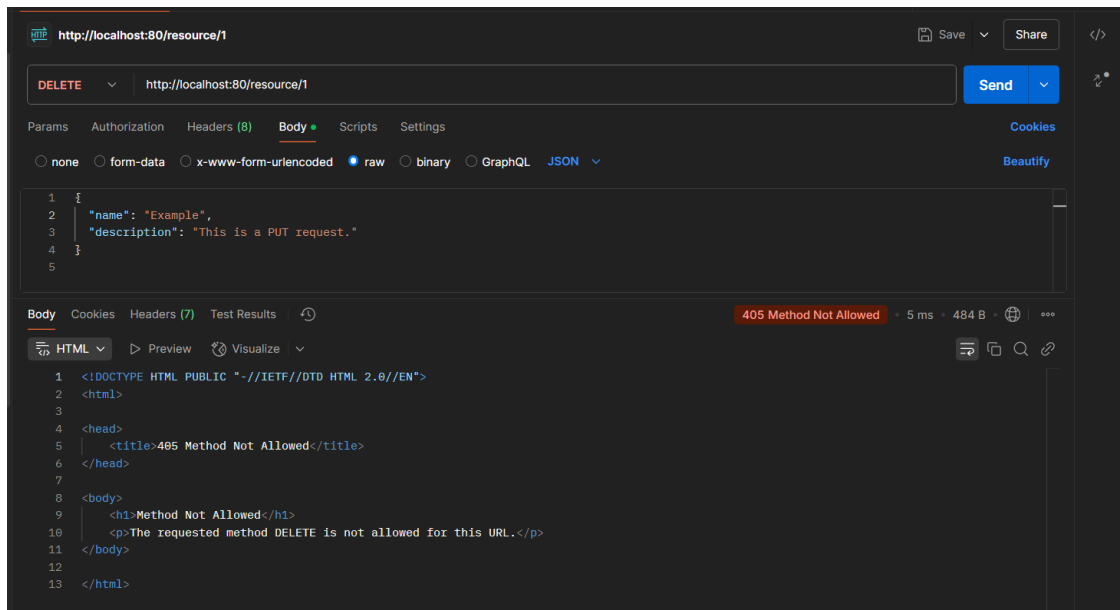 HTTP http://localhost:80/resource/1 Save Share </>
DELETE http://localhost:80/resource/1 Send
Params Authorization Headers (8) Body Scripts Settings Cookies
none form-data x-www-form-urlencoded raw binary GraphQL JSON Beautify
1 {
2 "name": "Example",
3 "description": "This is a PUT request."
4 }
5
Body Cookies Headers (7) Test Results 405 Method Not Allowed • 5 ms • 484 B •
HTML Preview Visualize
1 <!DOCTYPE HTML PUBLIC "-//IETF//DTD HTML 2.0//EN">
2 <html>
3
4 <head>
5 <title>405 Method Not Allowed</title>
6 </head>
7
8 <body>
9 <h1>Method Not Allowed</h1>
10 <p>The requested method DELETE is not allowed for this URL.</p>
11 </body>
12
13 </html>